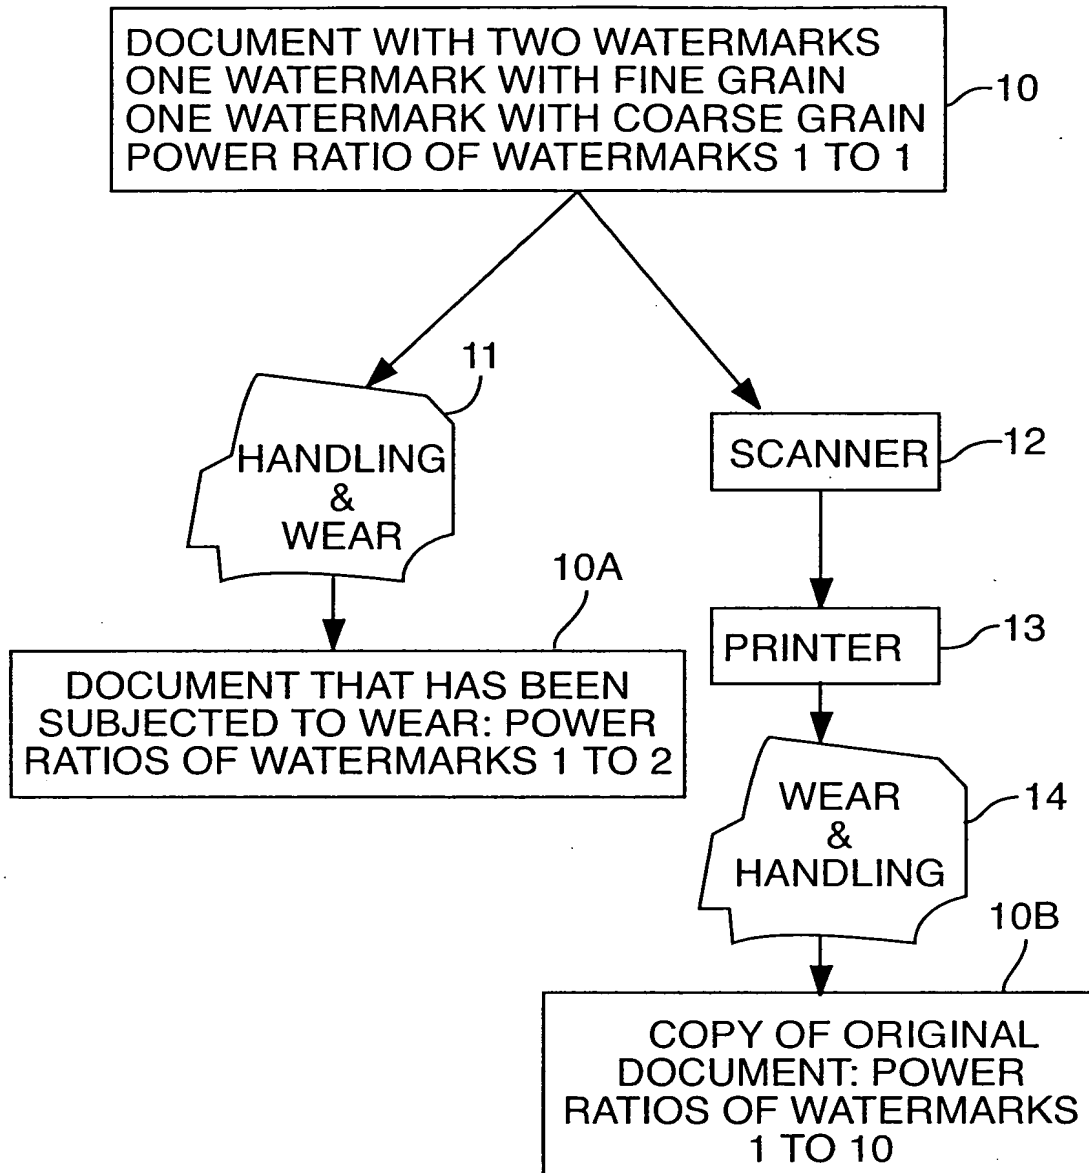 DOCUMENT WITH TWO WATERMARKS
ONE WATERMARK WITH FINE GRAIN
ONE WATERMARK WITH COARSE GRAIN
POWER RATIO OF WATERMARKS 1 TO 1
10
11
HANDLING
&
WEAR
SCANNER
12
10A
DOCUMENT THAT HAS BEEN
SUBJECTED TO WEAR: POWER
RATIOS OF WATERMARKS 1 TO 2
PRINTER
13
WEAR
&
HANDLING
14
10B
COPY OF ORIGINAL
DOCUMENT: POWER
RATIOS OF WATERMARKS
1 TO 10